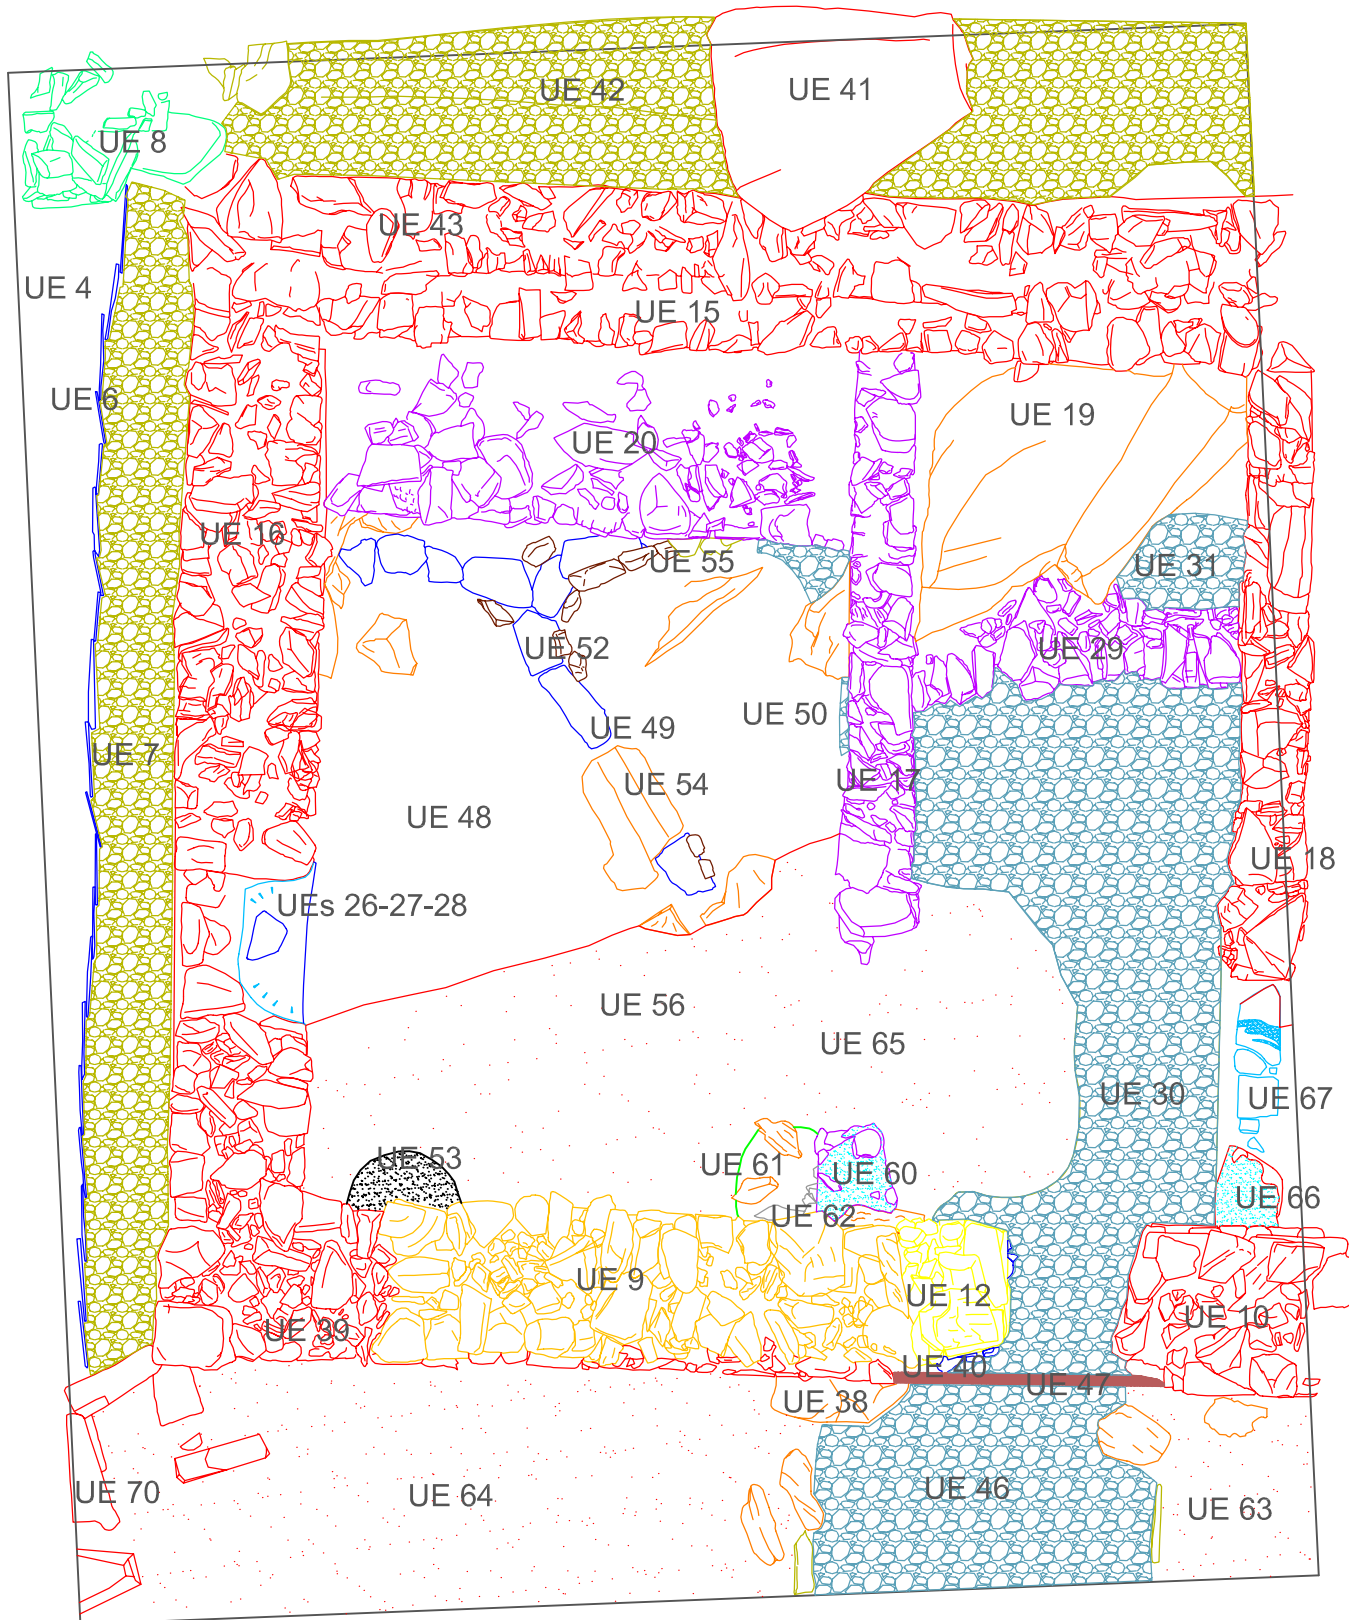 UE 42
UE 41
UE 8
UE 43
UE 4
UE 15
UE 6
UE 19
UE 20
UE 16
UE 55
UE 31
UE 52
UE 29
UE 50
UE 49
UE 7
UE 54
UE 17
UE 48
UE 18
UEs 26-27-28
UE 56
UE 65
UE 30
UE 67
UE 53
UE 61
UE 60
UE 66
UE 62
UE 9
UE 12
UE 10
UE 39
UE 40
UE 47
UE 38
UE 46
UE 70
UE 64
UE 63